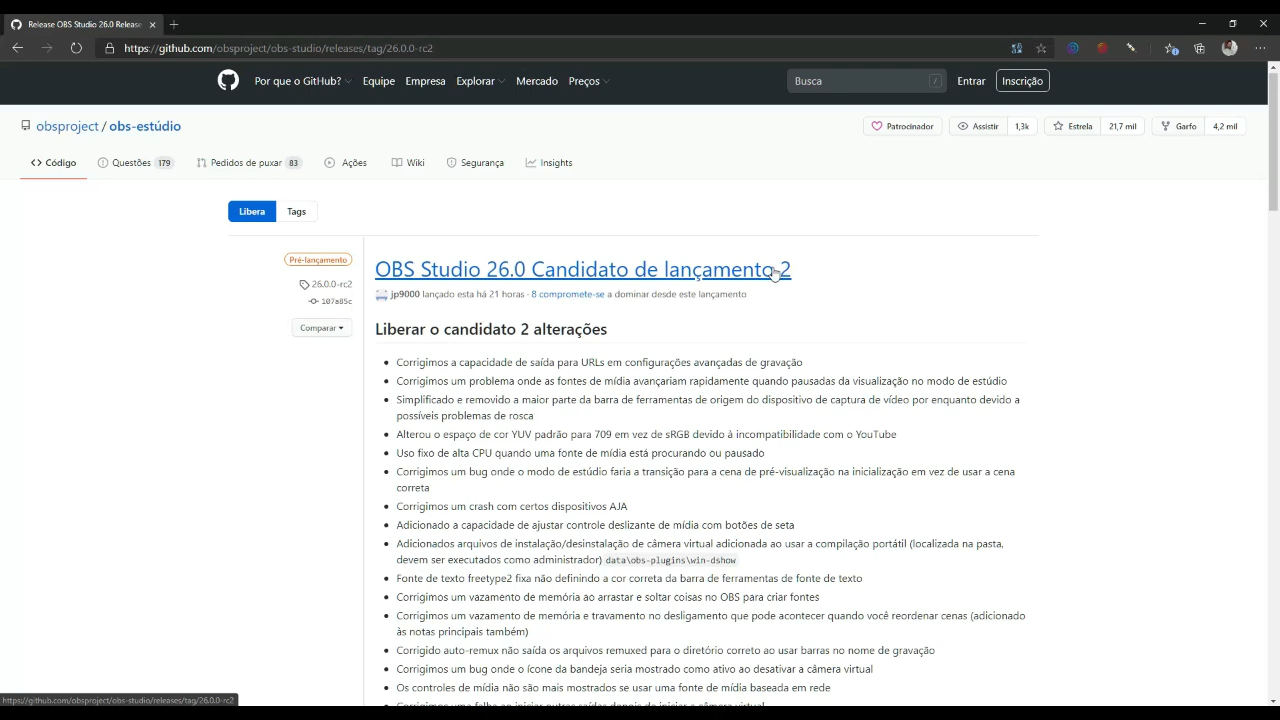 Release OBS Studio 26.0 Release
https://github.com/obsproject/obs-studio/releases/tag/26.0.0-rc2
Por que o GitHub? Equipe Empresa Explorar Mercado Preços Busca / Entrar Inscrição
obsproject / obs-estúdio Patrocinador Assistir 1,3k Estrela 21,7 mil Garfo 4,2 mil
Código Questões 179 Pedidos de puxar 83 Ações Wiki Segurança Insights
Libera Tags
Pré-lançamento
26.0.0-rc2
107a85c
Comparar
OBS Studio 26.0 Candidato de lançamento 2
jp9000 lançado esta há 21 horas · 8 compromete-se a dominar desde este lançamento
Liberar o candidato 2 alterações
Corrigimos a capacidade de saída para URLs em configurações avançadas de gravação
Corrigimos um problema onde as fontes de mídia avançariam rapidamente quando pausadas da visualização no modo de estúdio
Simplificado e removido a maior parte da barra de ferramentas de origem do dispositivo de captura de vídeo por enquanto devido a
possíveis problemas de rosca
Alterou o espaço de cor YUV padrão para 709 em vez de sRGB devido à incompatibilidade com o YouTube
Uso fixo de alta CPU quando uma fonte de mídia está procurando ou pausado
Corrigimos um bug onde o modo de estúdio faria a transição para a cena de pré-visualização na inicialização em vez de usar a cena
correta
Corrigimos um crash com certos dispositivos AJA
Adicionado a capacidade de ajustar controle deslizante de mídia com botões de seta
Adicionados arquivos de instalação/desinstalação de câmera virtual adicionada ao usar a compilação portátil (localizada na pasta,
devem ser executados como administrador) data\obs-plugins\win-dshow
Fonte de texto freetype2 fixa não definindo a cor correta da barra de ferramentas de fonte de texto
Corrigimos um vazamento de memória ao arrastar e soltar coisas no OBS para criar fontes
Corrigimos um vazamento de memória e travamento no desligamento que pode acontecer quando você reordenar cenas (adicionado
às notas principais também)
Corrigido auto-remux não saída os arquivos remuxed para o diretório correto ao usar barras no nome de gravação
Corrigimos um bug onde o ícone da bandeja seria mostrado como ativo ao desativar a câmera virtual
Os controles de mídia não são mais mostrados se usar uma fonte de mídia baseada em rede
Corrigimos uma falha ao iniciar outras saídas depois de iniciar a câmera virtual
https://github.com/obsproject/obs-studio/releases/tag/26.0.0-rc2